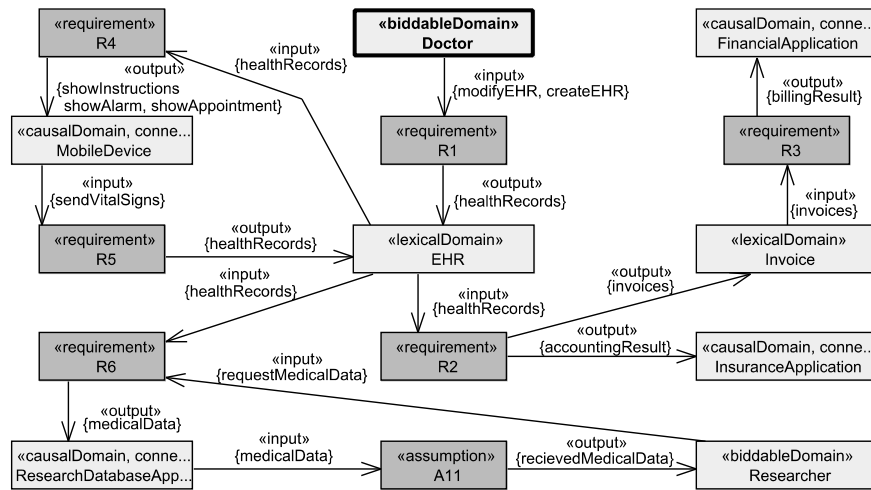 «requirement»
R4
«input»
{healthRecords}
«biddableDomain»
Doctor
«causalDomain, conne...
FinancialApplication
«output»
{showInstructions
showAlarm, showAppointment}
«input»
{modifyEHR, createEHR}
«output»
{billingResult}
«causalDomain, conne...
MobileDevice
«requirement»
R1
«requirement»
R3
«input»
{sendVitalSigns}
«output»
{healthRecords}
«input»
{invoices}
«requirement»
R5
«output»
{healthRecords}
«lexicalDomain»
EHR
«lexicalDomain»
Invoice
«input»
{healthRecords}
«input»
{healthRecords}
«output»
{invoices}
«requirement»
R6
«input»
{requestMedicalData}
«requirement»
R2
«output»
{accountingResult}
«causalDomain, conne...
InsuranceApplication
«output»
{medicalData}
«causalDomain, conne...
ResearchDatabaseApp...
«input»
{medicalData}
«assumption»
A11
«output»
{recievedMedicalData}
«biddableDomain»
Researcher